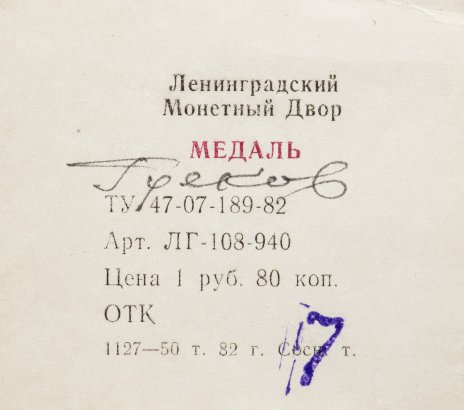 Ленинградский
Монетный Двор
МЕДАЛЬ
Греков
ТУ 47-07-189-82
Арт. ЛГ-108-940
Цена 1 руб. 80 коп.
ОТК
1127—50 т. 82 г. т.
17